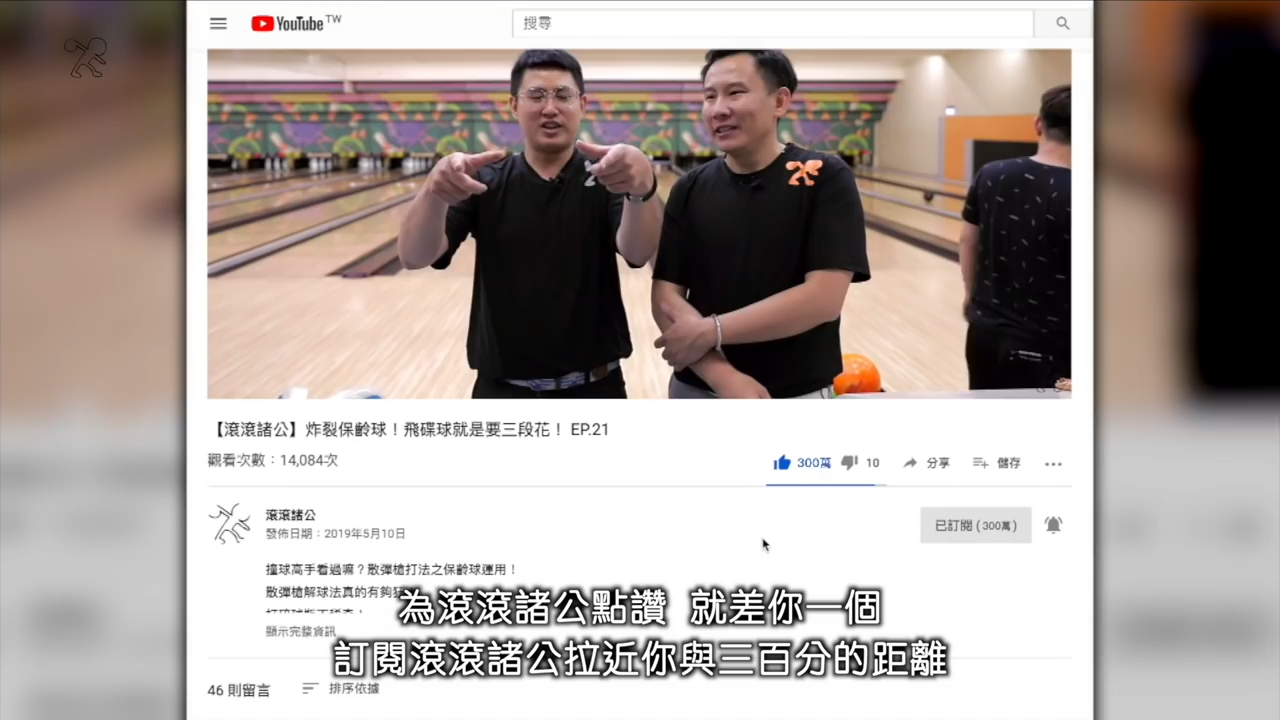 YouTube TW
搜尋
【滾滾諸公】炸裂保齡球！飛碟球就是要三段花！ EP.21
觀看次數：14,084次
300萬
10
分享
儲存
滾滾諸公
發佈日期：2019年5月10日
已訂閱 (300萬)
撞球高手看過嘛？散彈槍打法之保齡球運用！
散彈槍解球法真的有夠
顯示完整資訊
為滾滾諸公點讚 就差你一個
訂閱滾滾諸公拉近你與三百分的距離
46 則留言
排序依據